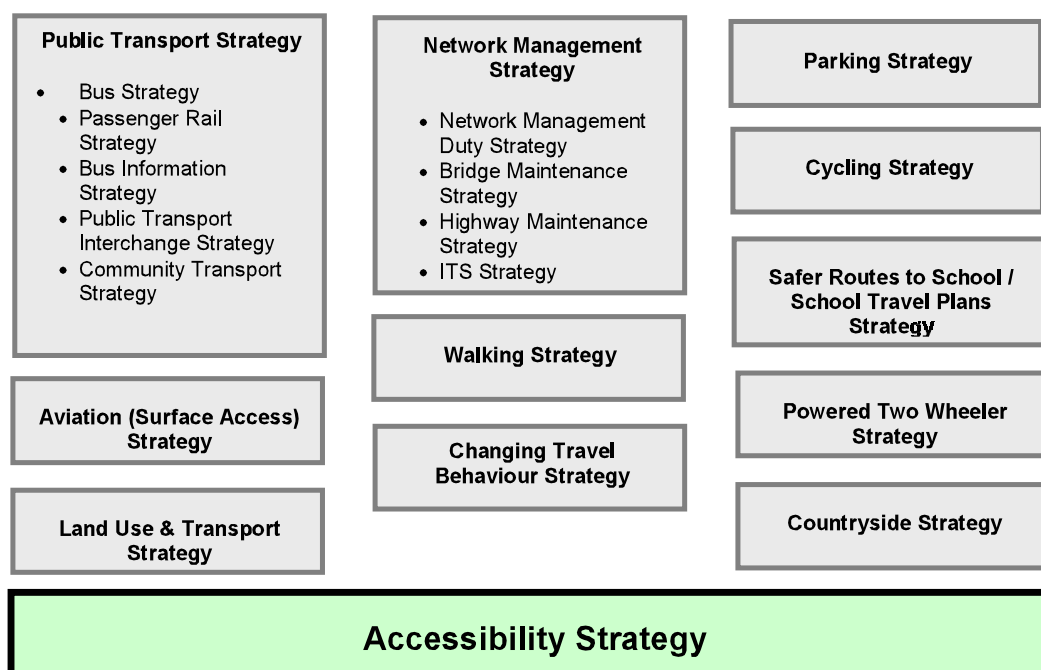 Public Transport Strategy
• Bus Strategy
• Passenger Rail
Strategy
• Bus Information
Strategy
• Public Transport
Interchange Strategy
• Community Transport
Strategy
Aviation (Surface Access)
Strategy
Land Use & Transport
Strategy
Network Management
Strategy
• Network Management
Duty Strategy
• Bridge Maintenance
Strategy
• Highway Maintenance
Strategy
• ITS Strategy
Walking Strategy
Changing Travel
Behaviour Strategy
Parking Strategy
Cycling Strategy
Safer Routes to School /
School Travel Plans
Strategy
Powered Two Wheeler
Strategy
Countryside Strategy
Accessibility Strategy